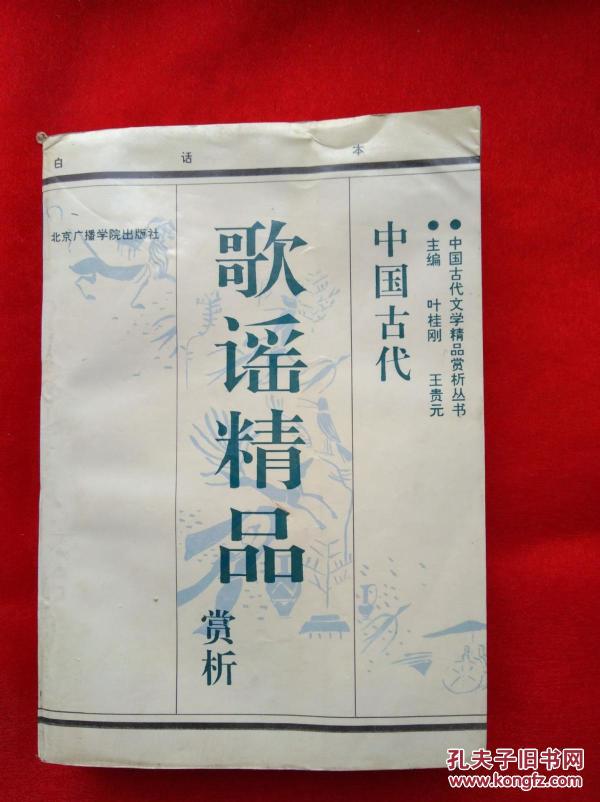 白话本
中国古代文学精品赏析丛书
主编 叶桂刚 王贵元
中国古代
歌谣精品
赏析
北京广播学院出版社
孔夫子旧书网
www.kongfz.com